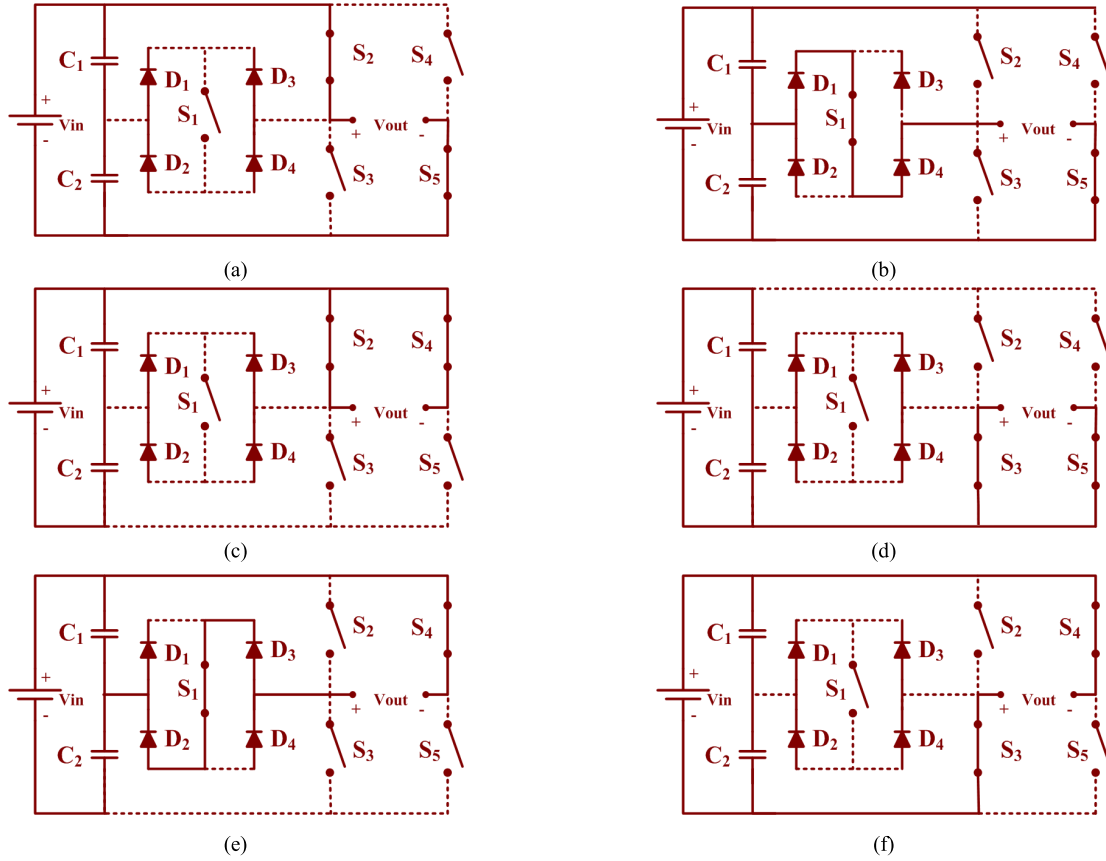 C1 D1 D3 S2 S4
+ Vin - S1 + Vout -
C2 D2 D4 S3 S5
(a)
C1 D1 D3 S2 S4
+ Vin - S1 + Vout -
C2 D2 D4 S3 S5
(b)
C1 D1 D3 S2 S4
+ Vin - S1 + Vout -
C2 D2 D4 S3 S5
(c)
C1 D1 D3 S2 S4
+ Vin - S1 + Vout -
C2 D2 D4 S3 S5
(d)
C1 D1 D3 S2 S4
+ Vin - S1 + Vout -
C2 D2 D4 S3 S5
(e)
C1 D1 D3 S2 S4
+ Vin - S1 + Vout -
C2 D2 D4 S3 S5
(f)